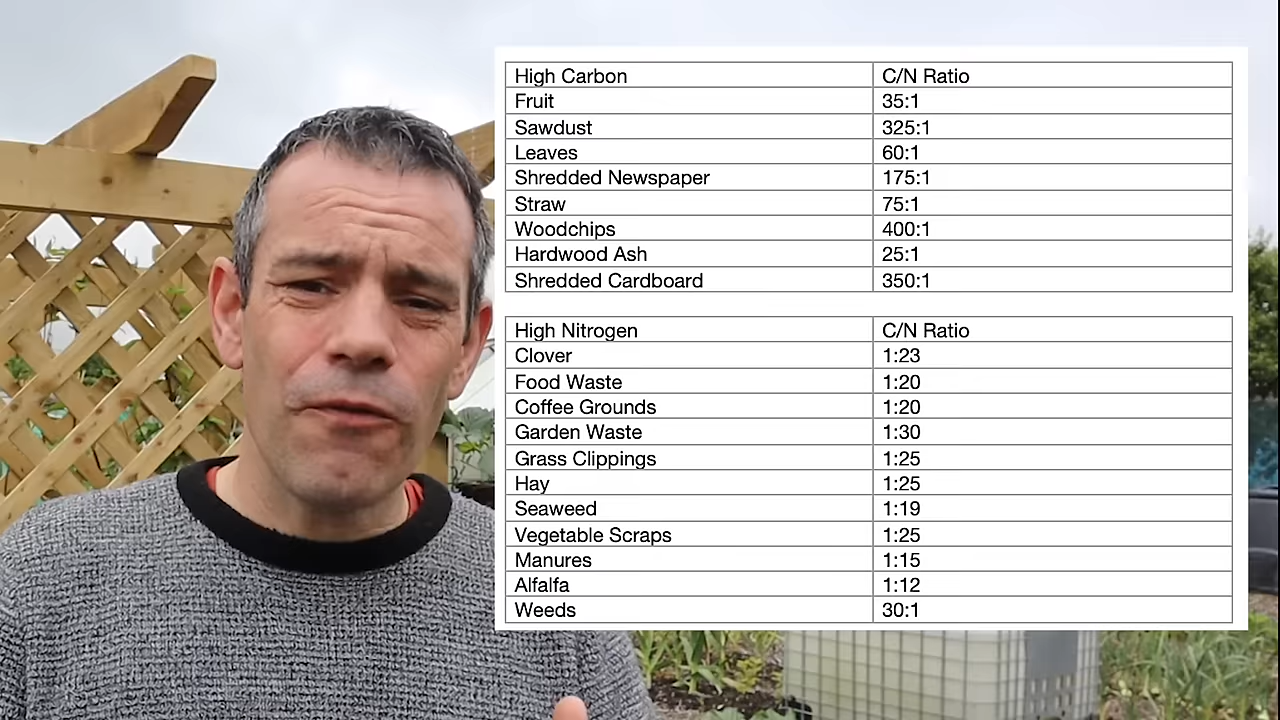 High Carbon C/N Ratio
Fruit 35:1
Sawdust 325:1
Leaves 60:1
Shredded Newspaper 175:1
Straw 75:1
Woodchips 400:1
Hardwood Ash 25:1
Shredded Cardboard 350:1
High Nitrogen C/N Ratio
Clover 1:23
Food Waste 1:20
Coffee Grounds 1:20
Garden Waste 1:30
Grass Clippings 1:25
Hay 1:25
Seaweed 1:19
Vegetable Scraps 1:25
Manures 1:15
Alfalfa 1:12
Weeds 30:1